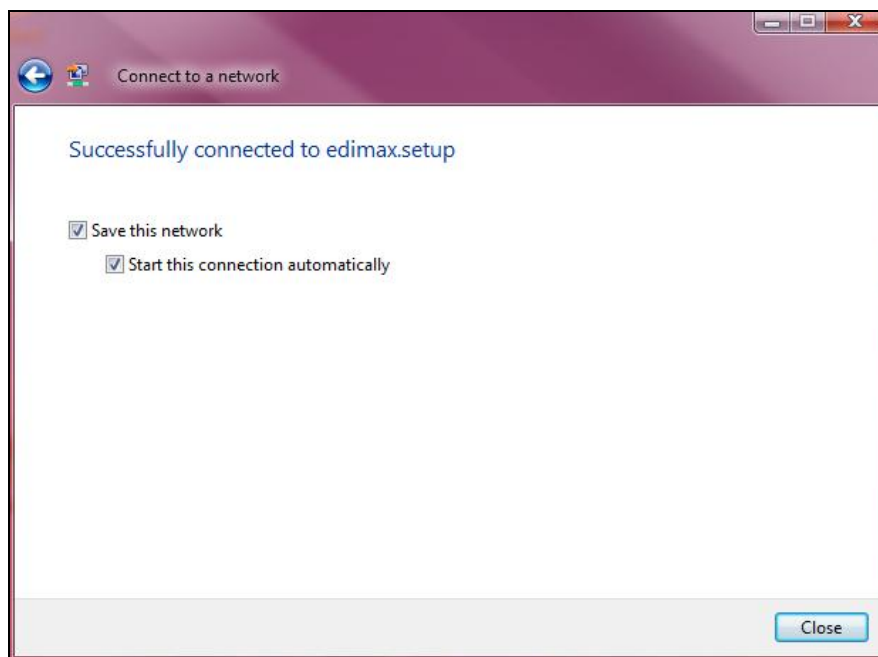 Connect to a network
Successfully connected to edimax.setup
Save this network
Start this connection automatically
Close